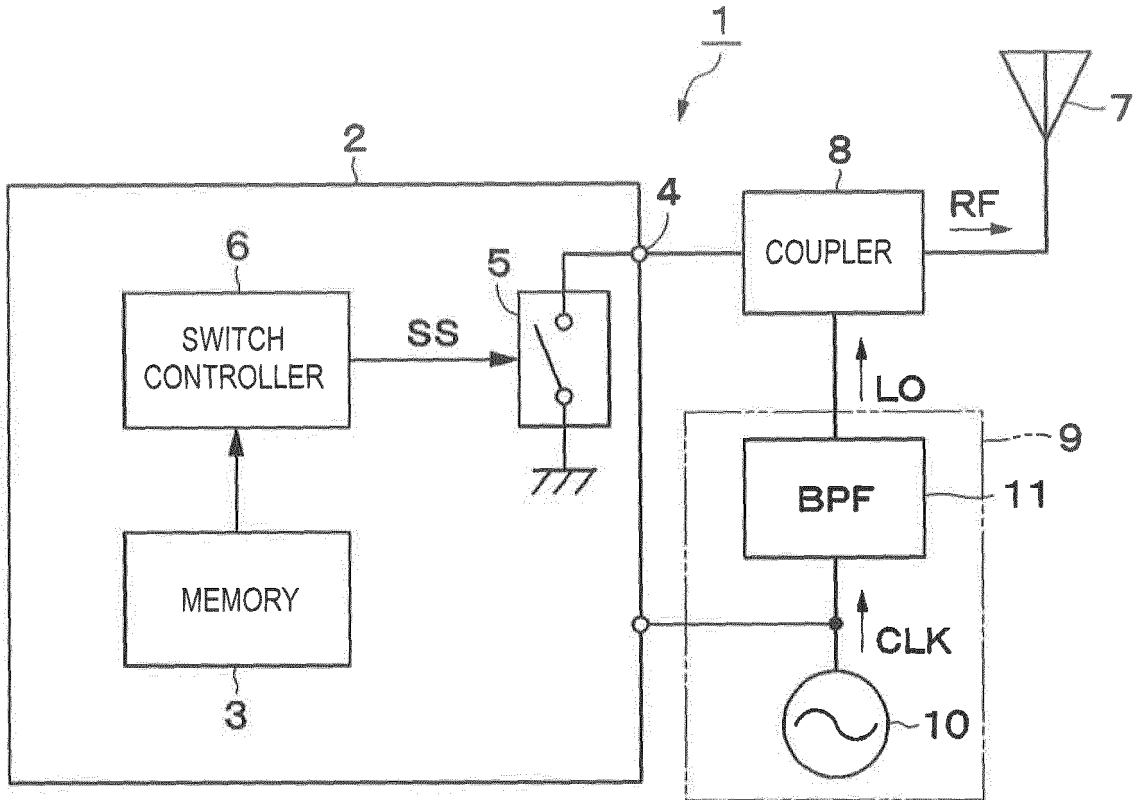 1
7
2
8
4
RF
6
5
COUPLER
SWITCH
CONTROLLER
SS
LO
9
BPF
11
MEMORY
CLK
3
10